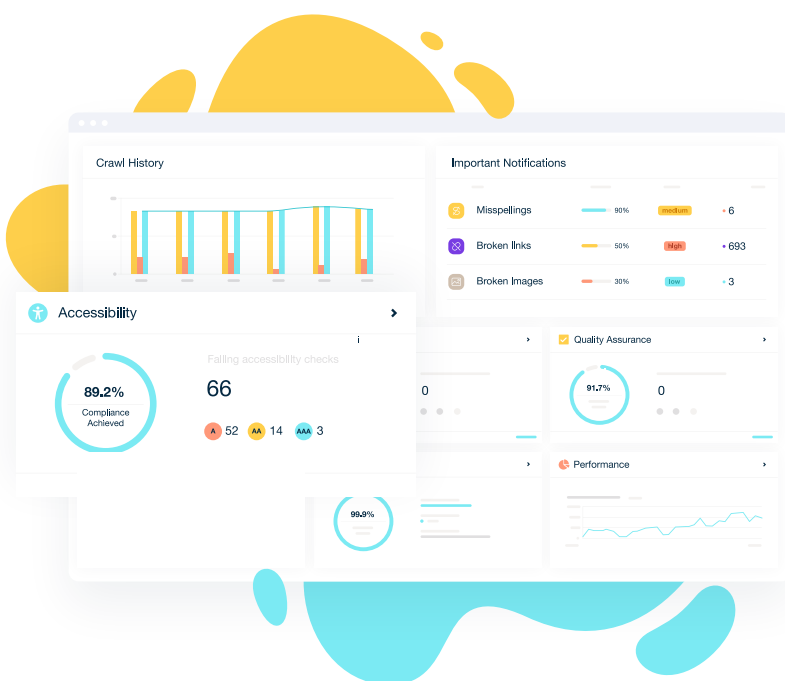 Crawl History
Important Notifications
Misspellings 90% medium 6
Broken lInks 50% high 693
Broken Images 30% low 3
Accessibility
i
Failing accessibility checks
89.2%
Compliance
Achieved
66
A 52 AA 14 AAA 3
0
Quality Assurance
91.7%
0
99.9%
Performance